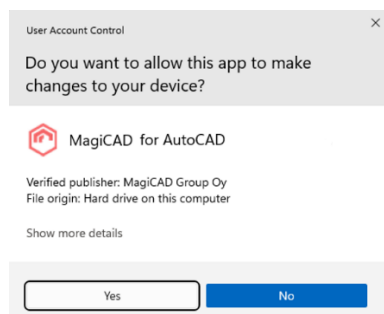 User Account Control
Do you want to allow this app to make
changes to your device?
MagiCAD for AutoCAD
Verified publisher: MagiCAD Group Oy
File origin: Hard drive on this computer
Show more details
Yes
No